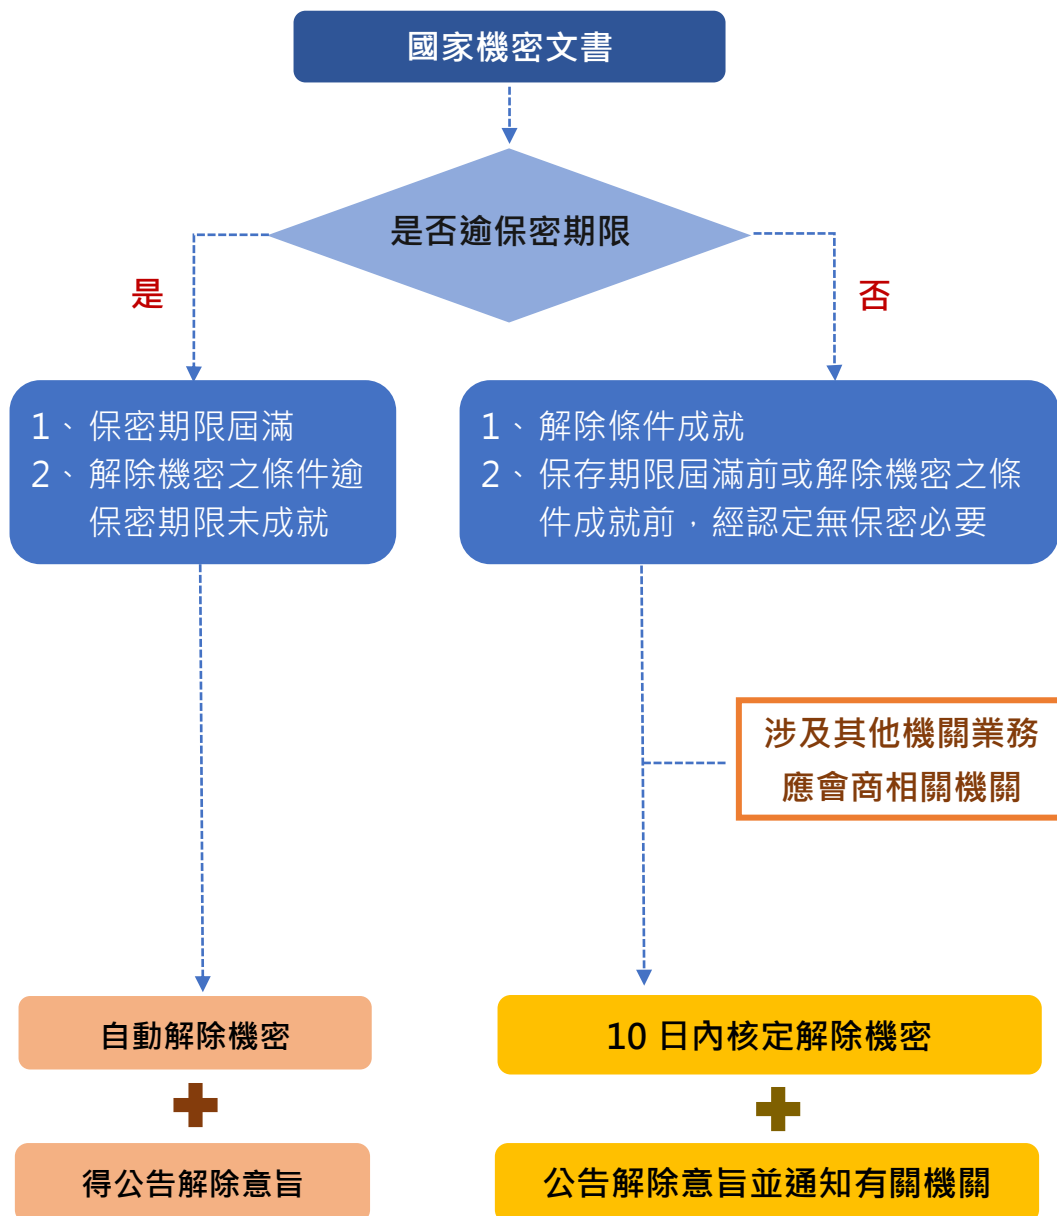 國家機密文書
是否逾保密期限
是
否
1、保密期限屆滿
2、解除機密之條件逾
保密期限未成就
1、解除條件成就
2、保存期限屆滿前或解除機密之條
件成就前，經認定無保密必要
涉及其他機關業務
應會商相關機關
自動解除機密
10 日內核定解除機密
得公告解除意旨
公告解除意旨並通知有關機關